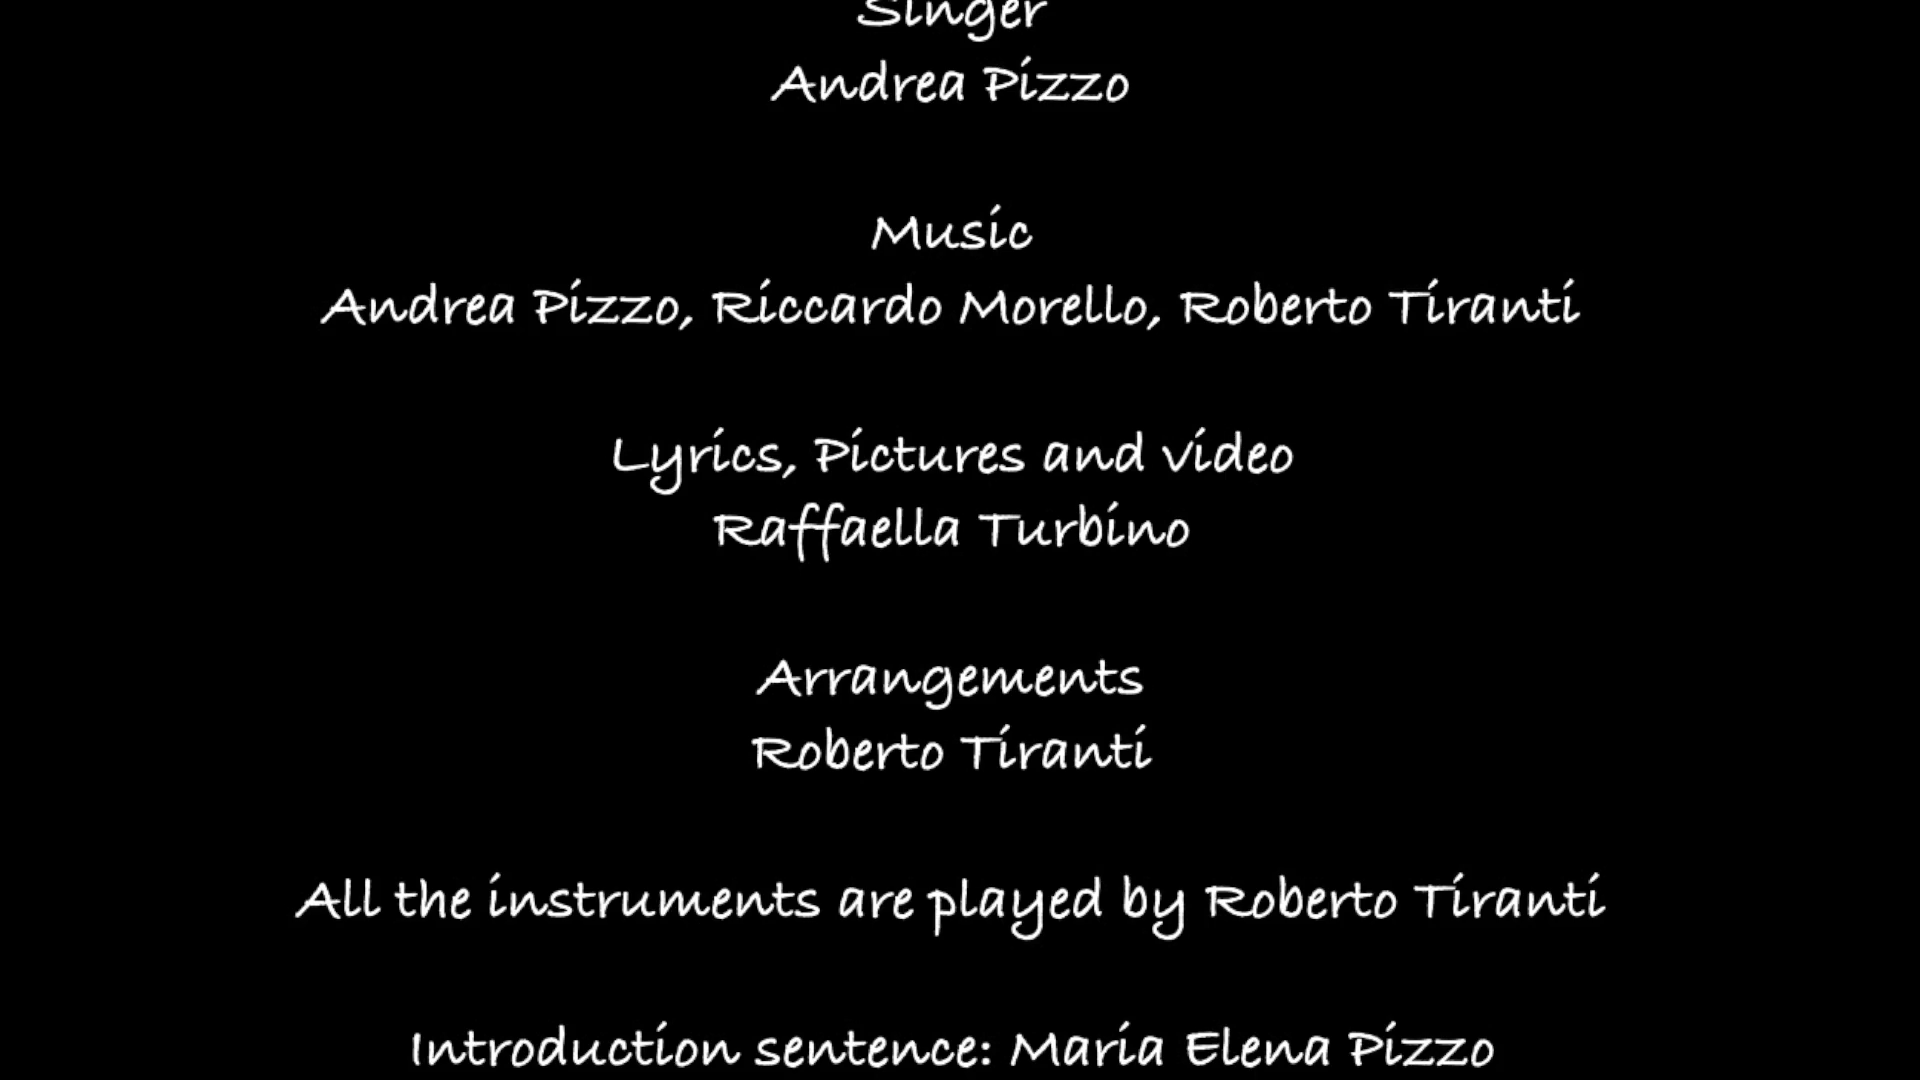 Singer
Andrea Pizzo
Music
Andrea Pizzo, Riccardo Morello, Roberto Tiranti
Lyrics, Pictures and video
Raffaella Turbino
Arrangements
Roberto Tiranti
All the instruments are played by Roberto Tiranti
Introduction sentence: Maria Elena Pizzo